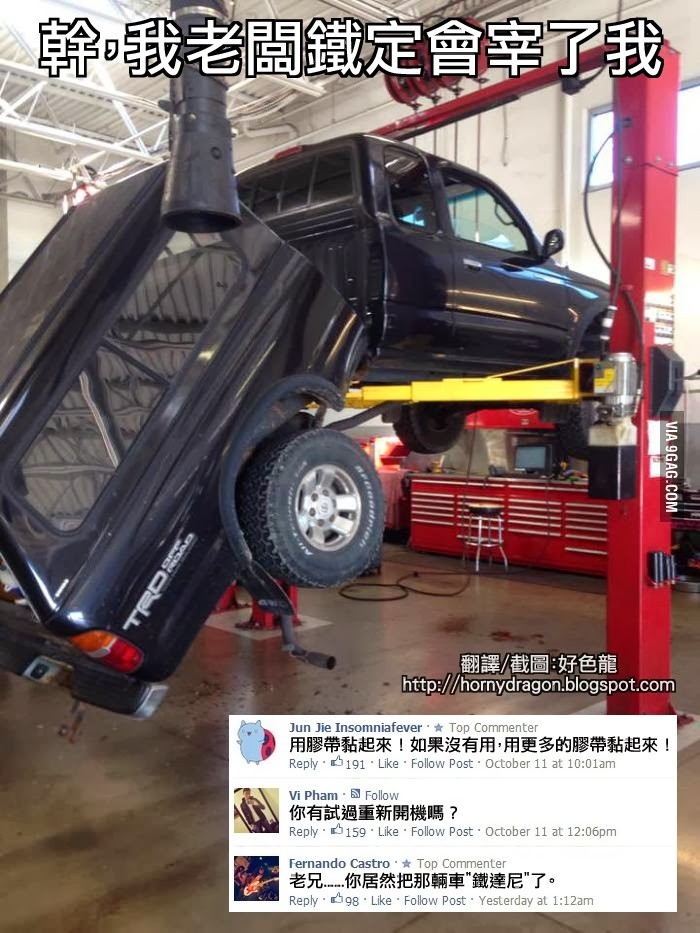 幹，我老闆鐵定會宰了我
VIA 9GAG.COM
TRD OFF ROAD
翻譯/截圖：好色龍
http://hornydragon.blogspot.com
Jun Jie Insomniafever · ★ Top Commenter
用膠帶黏起來！如果沒有用，用更多的膠帶黏起來！
Reply · 191 · Like · Follow Post · October 11 at 10:01am
Vi Pham · Follow
你有試過重新開機嗎？
Reply · 159 · Like · Follow Post · October 11 at 12:06pm
Fernando Castro · ★ Top Commenter
老兄......你居然把那輛車"鐵達尼"了。
Reply · 98 · Like · Follow Post · Yesterday at 1:12am